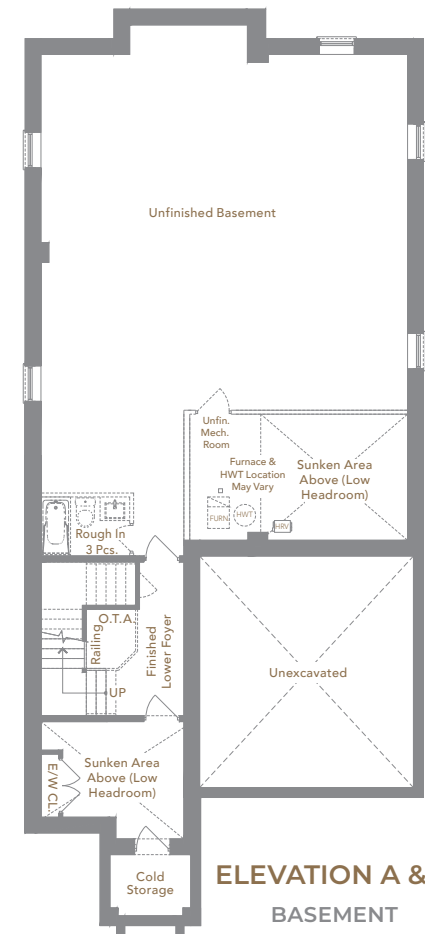 Unfinished Basement
Unfin.
Mech.
Room
Furnace &
HWT Location
May Vary
Sunken Area
Above (Low
Headroom)
FURN
HWT
HRV
Rough In
3 Pcs.
O.T.A.
Railing
Finished
Lower Foyer
UP
Unexcavated
Sunken Area
Above (Low
Headroom)
E/W CL.
Cold
Storage
ELEVATION A &
BASEMENT